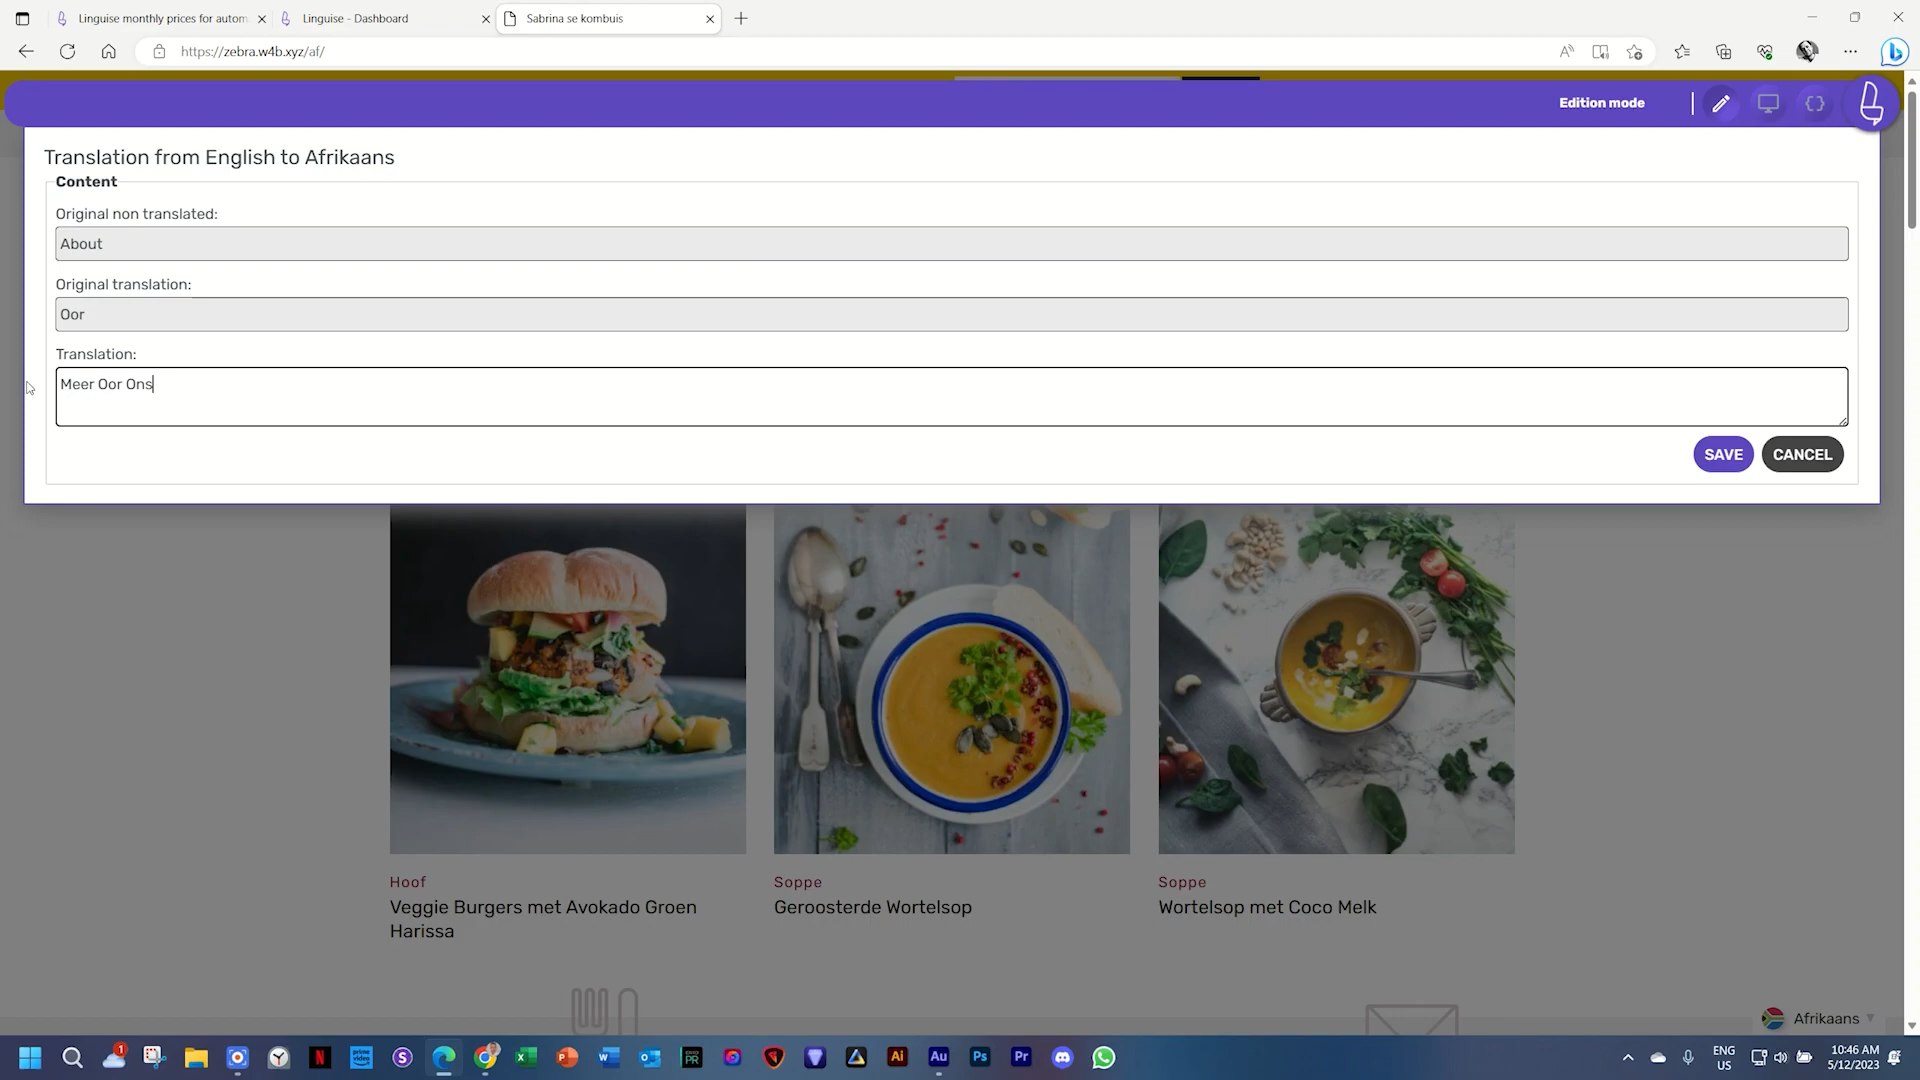 Linguise monthly prices for autom
Linguise - Dashboard
Sabrina se kombuis
https://zebra.w4b.xyz/af/
Edition mode
Translation from English to Afrikaans
Content
Original non translated:
About
Original translation:
Oor
Translation:
Meer Oor Ons
SAVE CANCEL
Hoof
Veggie Burgers met Avokado Groen
Harissa
Soppe
Geroosterde Wortelsop
Soppe
Wortelsop met Coco Melk
Afrikaans
ENG
US
10:46 AM
5/12/2023